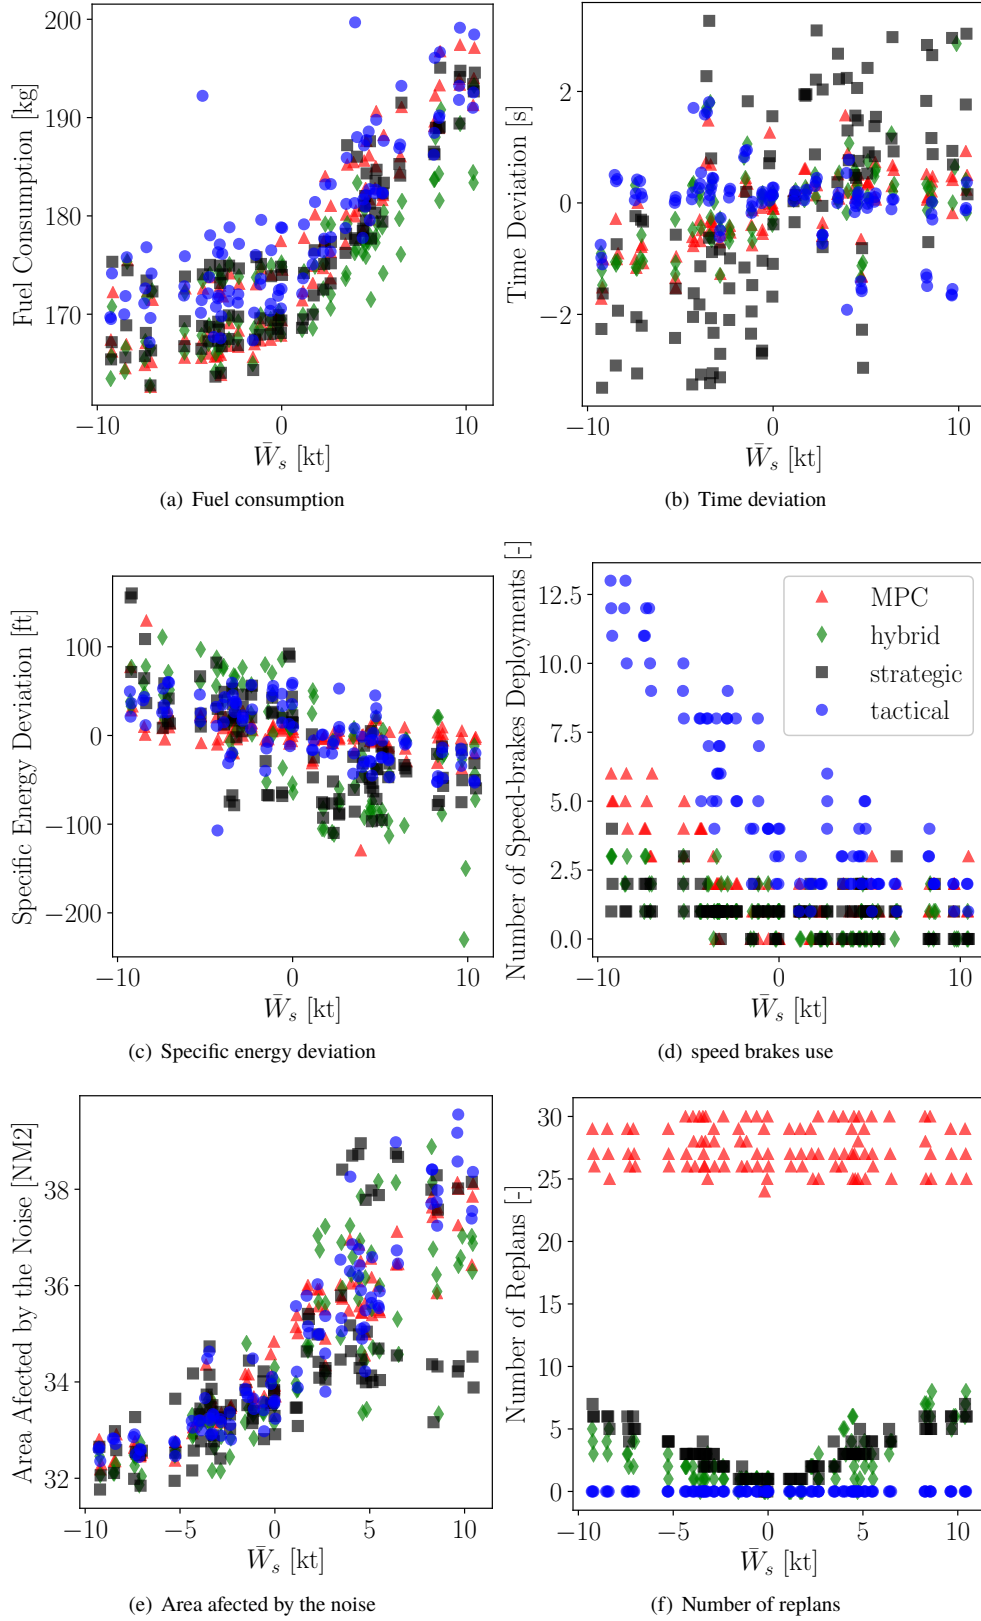 200
190
180
170
Fuel Consumption [kg]
−10
0
10
W̄s [kt]
(a) Fuel consumption
2
0
−2
Time Deviation [s]
−10
0
10
W̄s [kt]
(b) Time deviation
100
0
−100
−200
Specific Energy Deviation [ft]
−10
0
10
W̄s [kt]
(c) Specific energy deviation
12.5
10.0
7.5
5.0
2.5
0.0
Number of Speed-brakes Deployments [-]
MPC
hybrid
strategic
tactical
−10
0
10
W̄s [kt]
(d) speed brakes use
38
36
34
32
Area Afected by the Noise [NM2]
−10
−5
0
5
10
W̄s [kt]
(e) Area afected by the noise
30
25
20
15
10
5
0
Number of Replans [-]
−10
−5
0
5
10
W̄s [kt]
(f) Number of replans